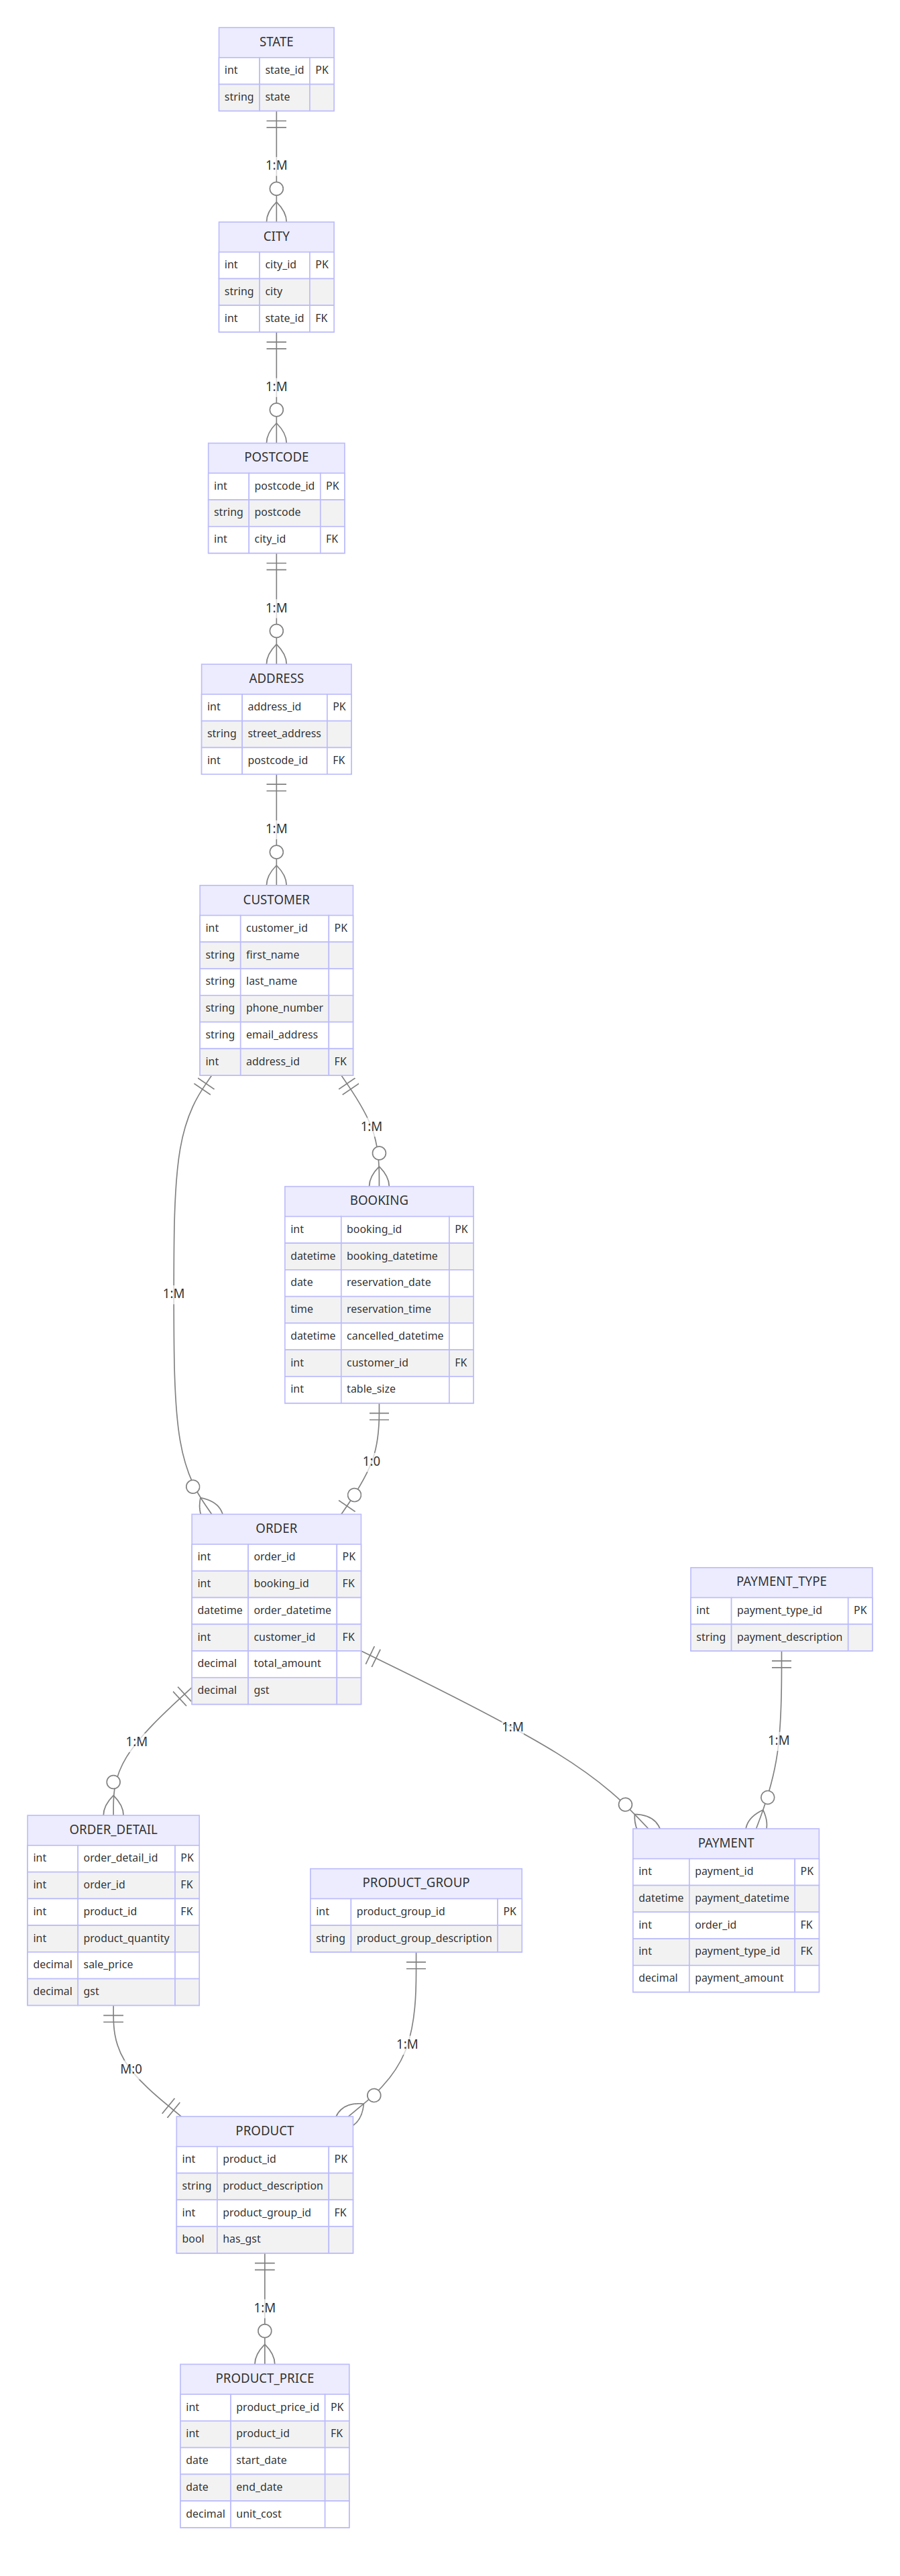 STATE
int state_id PK
string state
1:M
CITY
int city_id PK
string city
int state_id FK
1:M
POSTCODE
int postcode_id PK
string postcode
int city_id FK
1:M
ADDRESS
int address_id PK
string street_address
int postcode_id FK
1:M
CUSTOMER
int customer_id PK
string first_name
string last_name
string phone_number
string email_address
int address_id FK
1:M
BOOKING
int booking_id PK
datetime booking_datetime
date reservation_date
time reservation_time
datetime cancelled_datetime
int customer_id FK
int table_size
1:M
1:0
ORDER
int order_id PK
int booking_id FK
datetime order_datetime
int customer_id FK
decimal total_amount
decimal gst
PAYMENT_TYPE
int payment_type_id PK
string payment_description
1:M
1:M
1:M
ORDER_DETAIL
int order_detail_id PK
int order_id FK
int product_id FK
int product_quantity
decimal sale_price
decimal gst
PRODUCT_GROUP
int product_group_id PK
string product_group_description
PAYMENT
int payment_id PK
datetime payment_datetime
int order_id FK
int payment_type_id FK
decimal payment_amount
M:0
1:M
PRODUCT
int product_id PK
string product_description
int product_group_id FK
bool has_gst
1:M
PRODUCT_PRICE
int product_price_id PK
int product_id FK
date start_date
date end_date
decimal unit_cost